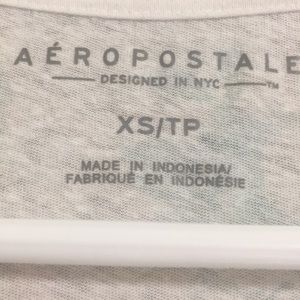 AÉROPOSTALE
DESIGNED IN NYC ™
XS/TP
MADE IN INDONESIA/
FABRIQUÉ EN INDONÉSIE